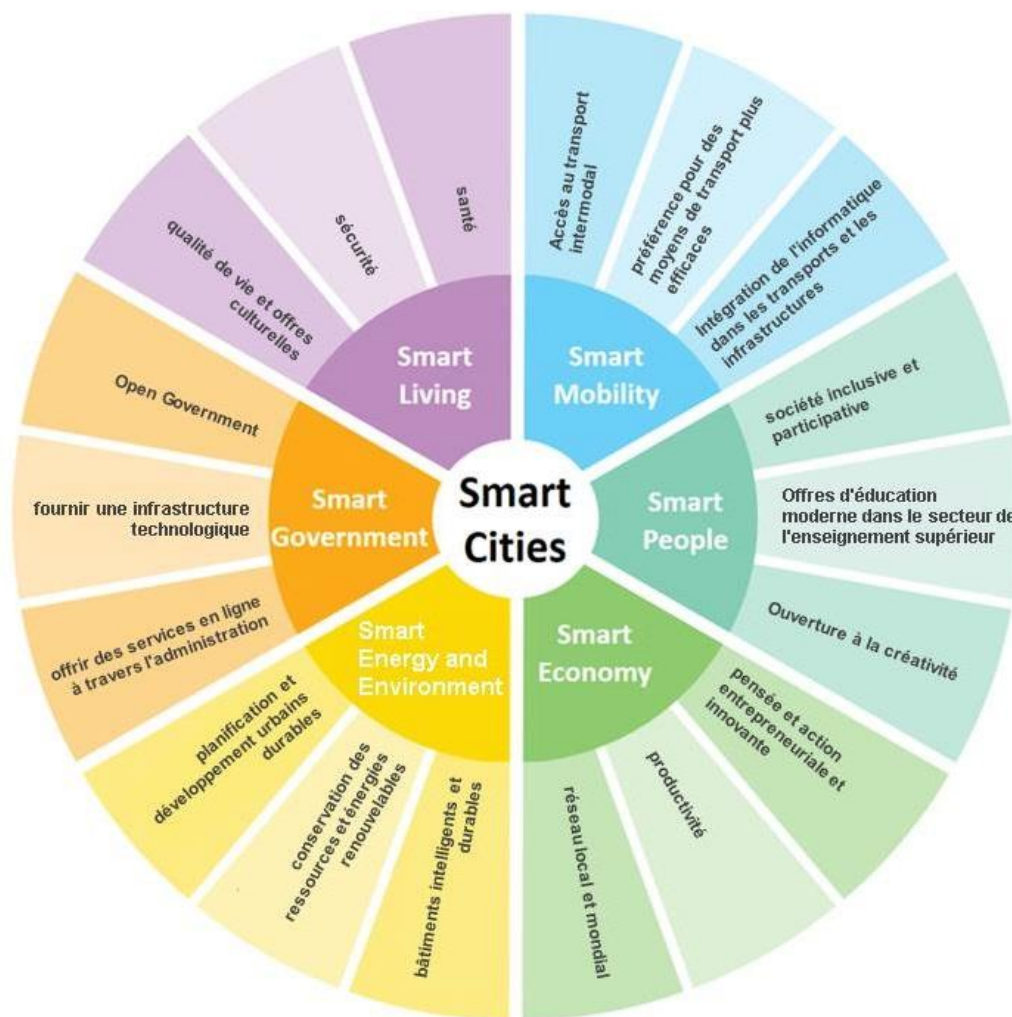 Smart
Cities
Smart
Mobility
Accès au transport
intermodal
préférence pour des
moyens de transport plus
efficaces
Intégration de l'informatique
dans les transports et les
infrastructures
Smart
People
société inclusive et
participative
Offres d'éducation
moderne dans le secteur de
l'enseignement supérieur
Ouverture à la créativité
Smart
Economy
pensée et action
entrepreneuriale et
innovante
productivité
réseau local et mondial
Smart
Energy and
Environment
bâtiments intelligents et
durables
conservation des
ressources et énergies
renouvelables
planification et
développement urbains
durables
Smart
Government
offrir des services en ligne
à travers l'administration
fournir une infrastructure
technologique
Open Government
Smart
Living
qualité de vie et offres
culturelles
sécurité
santé